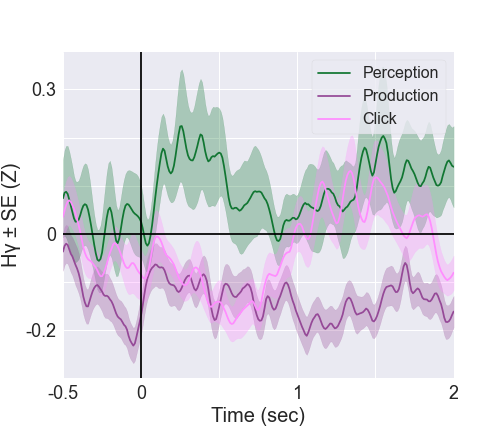 Perception
Production
Click
Hγ ± SE (Z)
0.3
0
-0.2
-0.5 0 1 2
Time (sec)